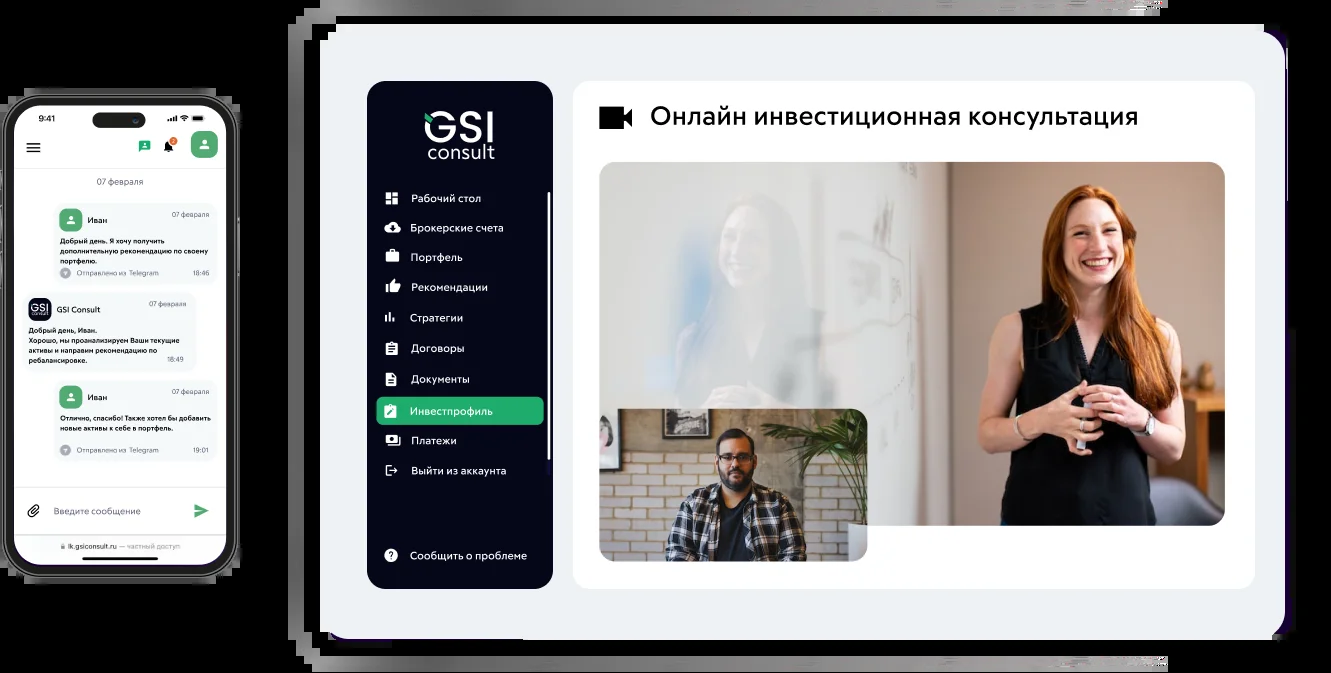 9:41
07 февраля
Иван
07 февраля
Добрый день. Я хочу получить
дополнительную рекомендацию по своему
портфелю.
Отправлено из Telegram
18:46
GSI
GSI Consult
07 февраля
Добрый день, Иван.
Хорошо, мы проанализируем Ваши текущие
активы и направим рекомендацию по
ребалансировке.
18:49
Иван
07 февраля
Отлично, спасибо! Также хотел бы добавить
новые активы к себе в портфель.
Отправлено из Telegram
19:01
Введите сообщение
lk.gsiconsult.ru — частный доступ
GSI
consult
Рабочий стол
Брокерские счета
Портфель
Рекомендации
Стратегии
Договоры
Документы
Инвестпрофиль
Платежи
Выйти из аккаунта
Сообщить о проблеме
Онлайн инвестиционная консультация